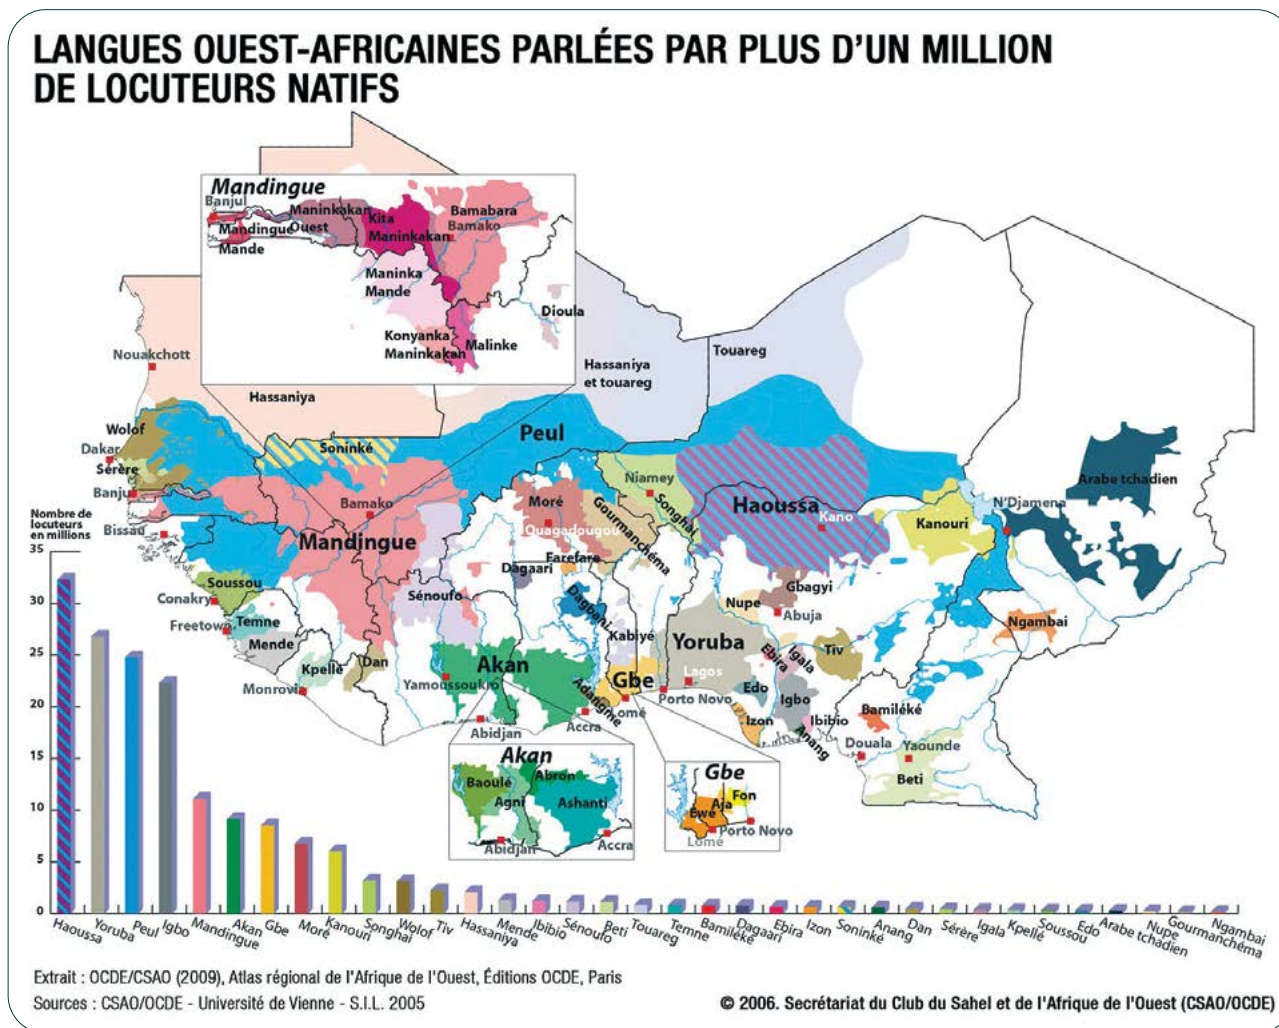 LANGUES OUEST-AFRICAINES PARLÉES PAR PLUS D'UN MILLION
DE LOCUTEURS NATIFS
Mandingue
Banjul
Mandingue
Mande
Maninkakan
Ouest
Kita
Maninkakan
Bamabara
Bamako
Maninka
Mande
Dioula
Konyanka
Maninkakan
Malinke
Nouakchott
Hassaniya
Hassaniya
et touareg
Touareg
Wolof
Dakar
Sérère
Banjul
Bissau
Soninké
Peul
Bamako
Mandingue
Moré
Ouagadougou
Gourmanchéma
Niamey
Songhai
Haoussa
Kano
Kanouri
N'Djamena
Arabe tchadien
Soussou
Conakry
Freetown
Temne
Mende
Kpelle
Monrovia
Dan
Sénoufo
Dagaari
Farefare
Dagbani
Kabiyé
Akan
Yamoussoukro
Abidjan
Adangme
Accra
Gbe
Lomé
Porto Novo
Yoruba
Lagos
Nupe
Gbagyi
Abuja
Ebira
Igala
Tiv
Edo
Igbo
Izon
Ibibio
Anang
Ngambai
Bamiléké
Douala
Yaounde
Beti
Akan
Baoulé
Agni
Abron
Ashanti
Abidjan
Accra
Gbe
Ewé
Aja
Fon
Porto Novo
Lomé
Nombre de
locuteurs
en millions
35
30
25
20
15
10
5
0
Haoussa
Yoruba
Peul
Igbo
Mandingue
Akan
Gbe
Moré
Kanouri
Songhai
Wolof
Tiv
Hassaniya
Mende
Ibibio
Sénoufo
Beti
Touareg
Temne
Bamiléké
Dagaari
Ebira
Izon
Soninké
Anang
Dan
Sérère
Igala
Kpellé
Soussou
Edo
Arabe tchadien
Nupe
Gourmanchéma
Ngambai
Extrait : OCDE/CSAO (2009), Atlas régional de l'Afrique de l'Ouest, Éditions OCDE, Paris
Sources : CSAO/OCDE - Université de Vienne - S.I.L. 2005
© 2006. Secrétariat du Club du Sahel et de l'Afrique de l'Ouest (CSAO/OCDE)